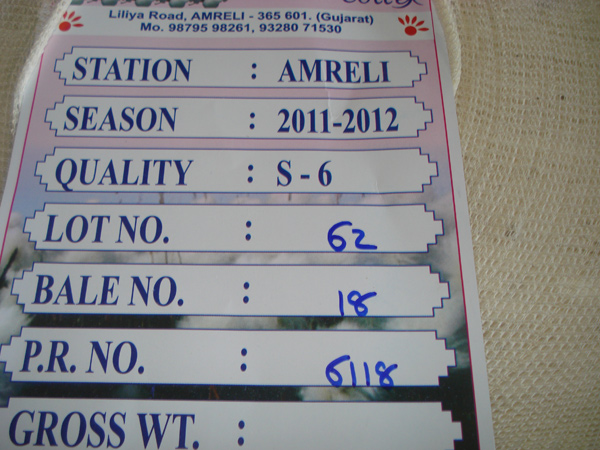 Liliya Road, AMRELI - 365 601. (Gujarat)
Mo. 98795 98261, 93280 71530
STATION : AMRELI
SEASON : 2011-2012
QUALITY : S - 6
LOT NO. : 62
BALE NO. : 18
P.R. NO. : 6118
GROSS WT. :